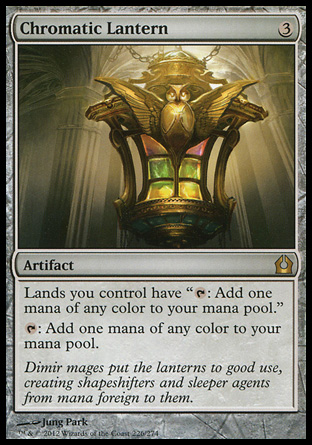 Chromatic Lantern 3
Artifact
Lands you control have “: Add one
mana of any color to your mana pool.”
: Add one mana of any color to your
mana pool.
Dimir mages put the lanterns to good use,
creating shapeshifters and sleeper agents
from mana foreign to them.
Jung Park
™ & © 2012 Wizards of the Coast 226/274